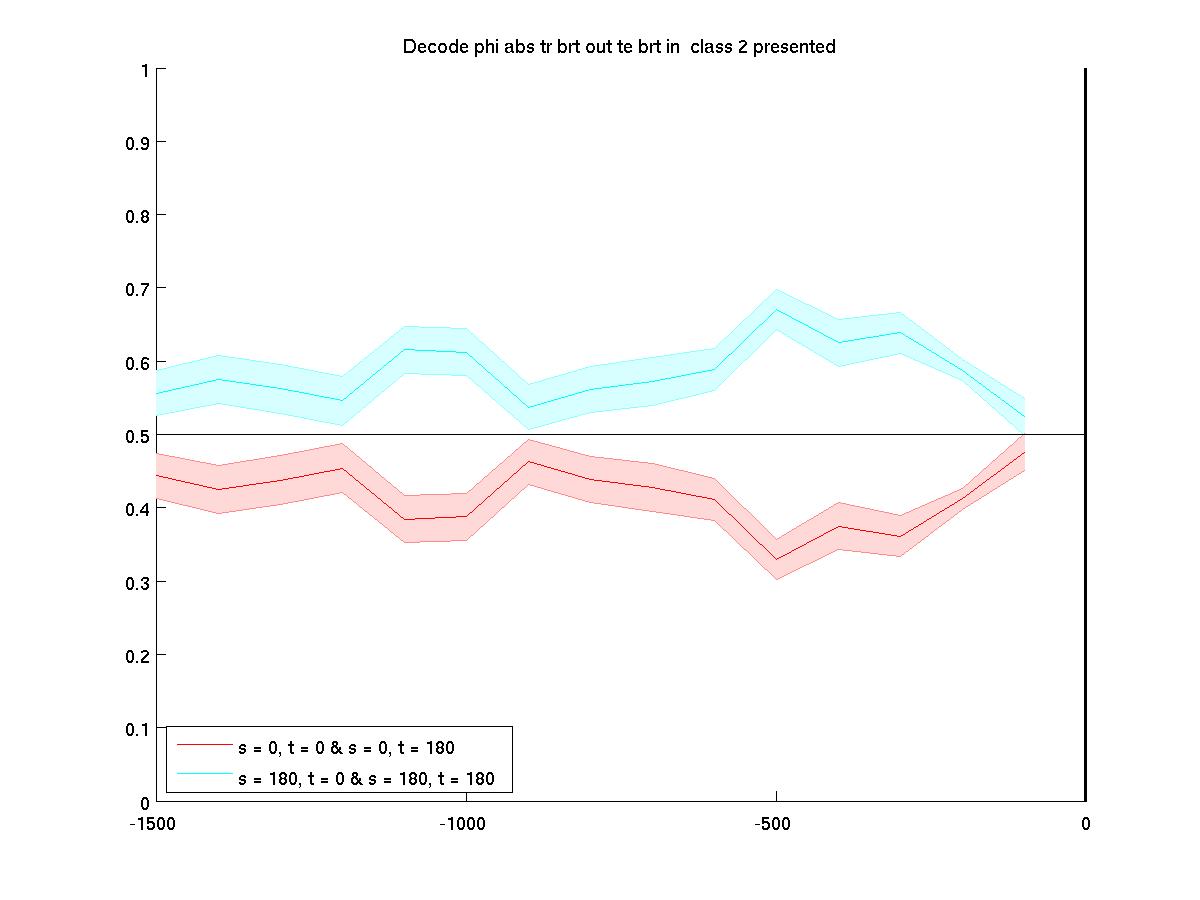 Decode phi abs tr brt out te brt in  class 2 presented
1
0.9
0.8
0.7
0.6
0.5
0.4
0.3
0.2
0.1
0
s = 0, t = 0 & s = 0, t = 180
s = 180, t = 0 & s = 180, t = 180
-1500 -1000 -500 0